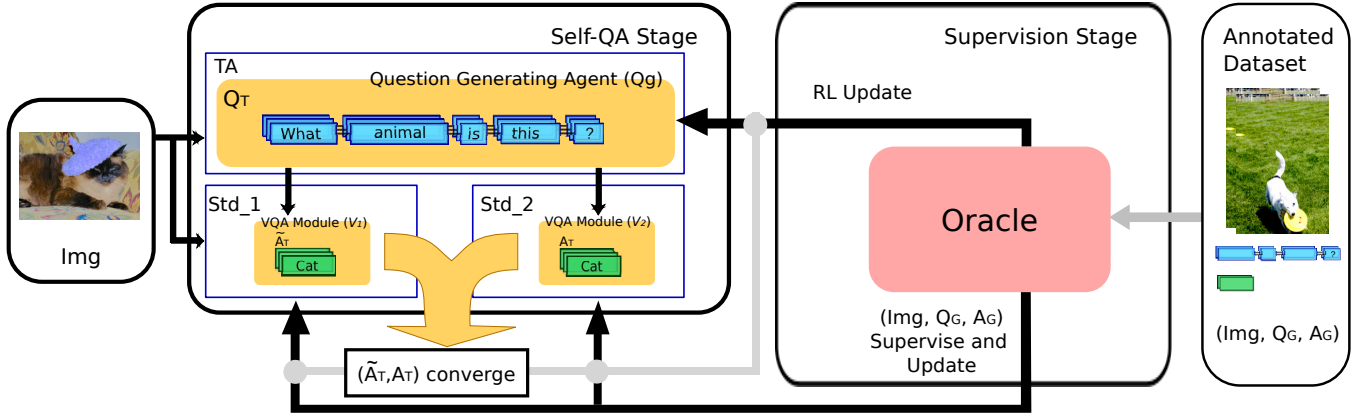 Img
Self-QA Stage
TA
Question Generating Agent (Qg)
QT
What animal is this ?
Std_1
VQA Module (V1)
ÃT
Cat
Std_2
VQA Module (V2)
AT
Cat
(ÃT,AT) converge
Supervision Stage
RL Update
Oracle
(Img, QG, AG)
Supervise and
Update
Annotated
Dataset
?
(Img, QG, AG)